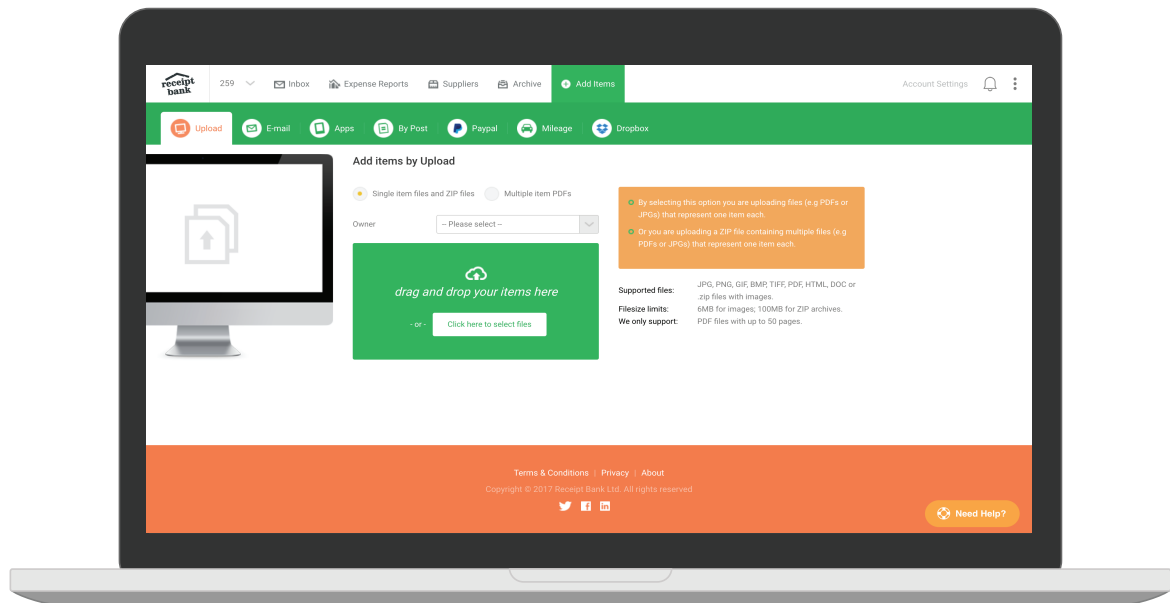 receipt
bank
259
Inbox
Expense Reports
Suppliers
Archive
Add Items
Account Settings
Upload
E-mail
Apps
By Post
Paypal
Mileage
Dropbox
Add items by Upload
Single item files and ZIP files
Multiple item PDFs
Owner
-- Please select --
drag and drop your items here
- or -
Click here to select files
By selecting this option you are uploading files (e.g PDFs or
JPGs) that represent one item each.
Or you are uploading a ZIP file containing multiple files (e.g
PDFs or JPGs) that represent one item each.
Supported files:
JPG, PNG, GIF, BMP, TIFF, PDF, HTML, DOC or
.zip files with images.
Filesize limits:
6MB for images; 100MB for ZIP archives.
We only support:
PDF files with up to 50 pages.
Terms & Conditions | Privacy | About
Copyright © 2017 Receipt Bank Ltd. All rights reserved
Need Help?